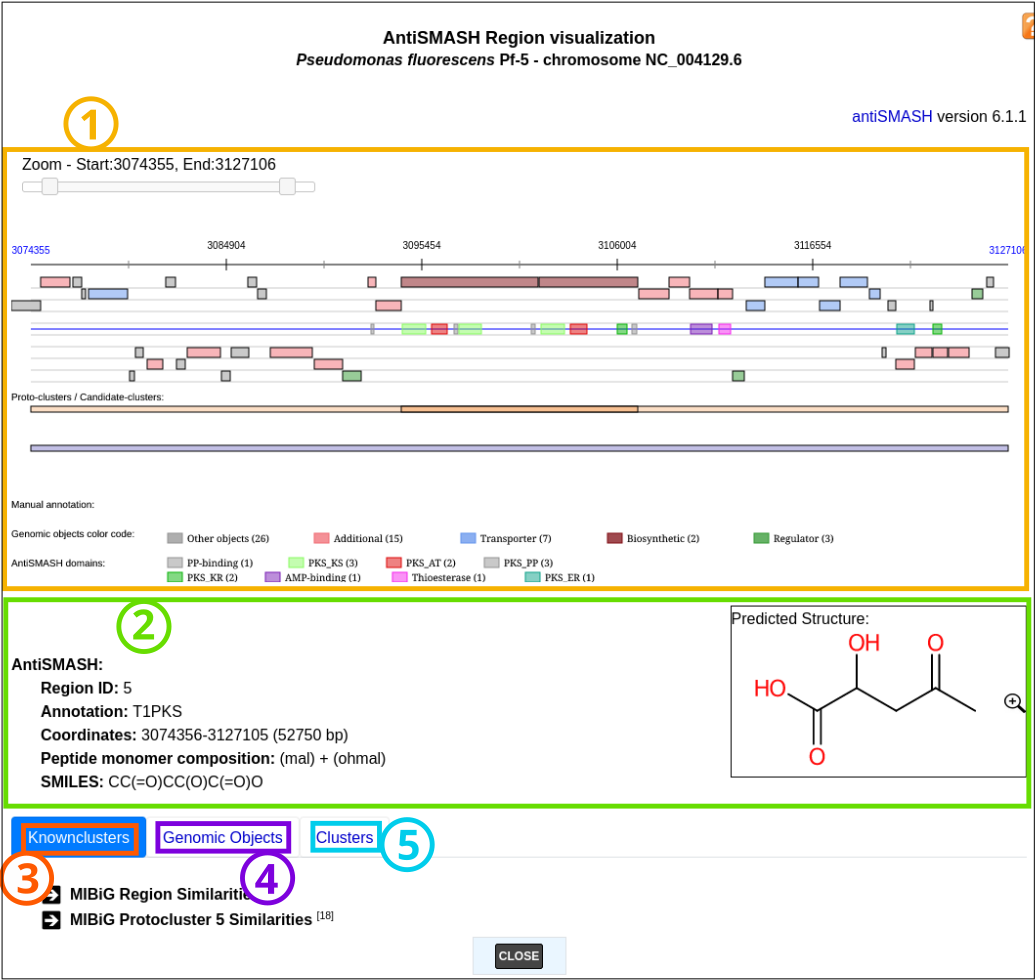 AntiSMASH Region visualization
Pseudomonas fluorescens Pf-5 - chromosome NC_004129.6
antiSMASH version 6.1.1
1
Zoom - Start:3074355, End:3127106
3074355 3084904 3095454 3106004 3116554 3127106
Proto-clusters / Candidate-clusters:
Manual annotation:
Genomic objects color code: Other objects (26) Additional (15) Transporter (7) Biosynthetic (2) Regulator (3)
AntiSMASH domains: PP-binding (1) PKS_KS (3) PKS_AT (2) PKS_PP (3)
PKS_KR (2) AMP-binding (1) Thioesterase (1) PKS_ER (1)
2
Predicted Structure:
OH O
HO
O
AntiSMASH:
Region ID: 5
Annotation: T1PKS
Coordinates: 3074356-3127105 (52750 bp)
Peptide monomer composition: (mal) + (ohmal)
SMILES: CC(=O)CC(O)C(=O)O
Knownclusters Genomic Objects Clusters 5
3 4
MIBiG Region Similaritie
MIBiG Protocluster 5 Similarities [18]
CLOSE